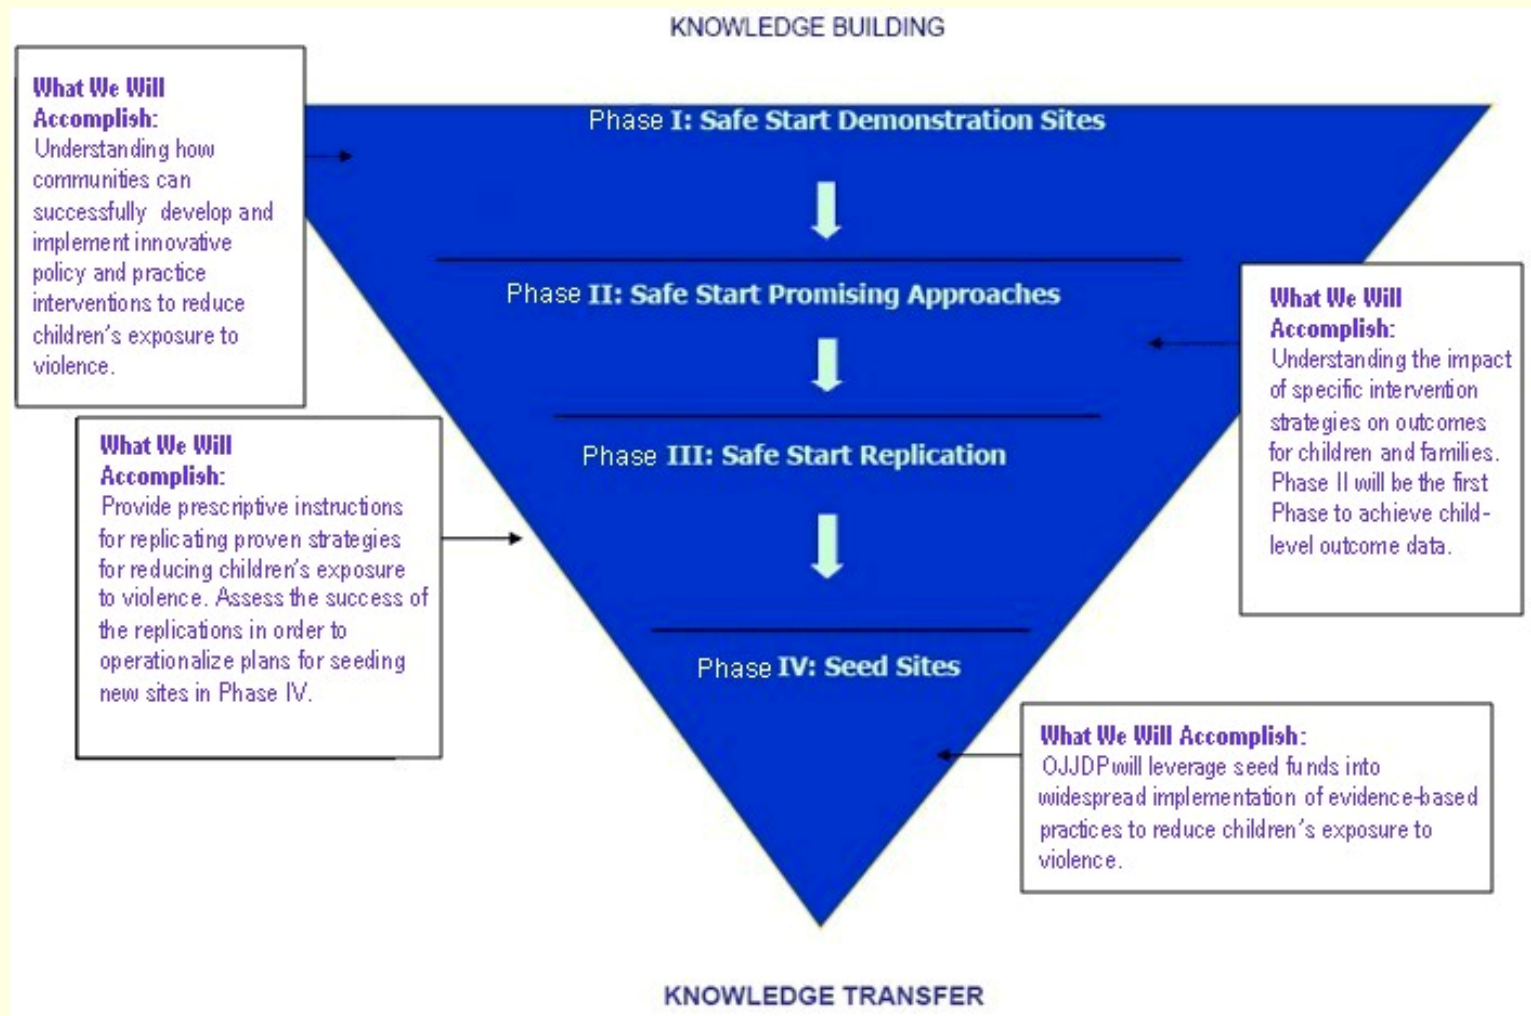 KNOWLEDGE BUILDING
What We Will
Accomplish:
Understanding how
communities can
successfully develop and
implement innovative
policy and practice
interventions to reduce
children's exposure to
violence.
Phase I: Safe Start Demonstration Sites
Phase II: Safe Start Promising Approaches
What We Will
Accomplish:
Understanding the impact
of specific intervention
strategies on outcomes
for children and families.
Phase II will be the first
Phase to achieve child-
level outcome data.
Phase III: Safe Start Replication
What We Will
Accomplish:
Provide prescriptive instructions
for replicating proven strategies
for reducing children's exposure
to violence. Assess the success of
the replications in order to
operationalize plans for seeding
new sites in Phase IV.
Phase IV: Seed Sites
What We Will Accomplish:
OJJDP will leverage seed funds into
widespread implementation of evidence-based
practices to reduce children's exposure to
violence.
KNOWLEDGE TRANSFER